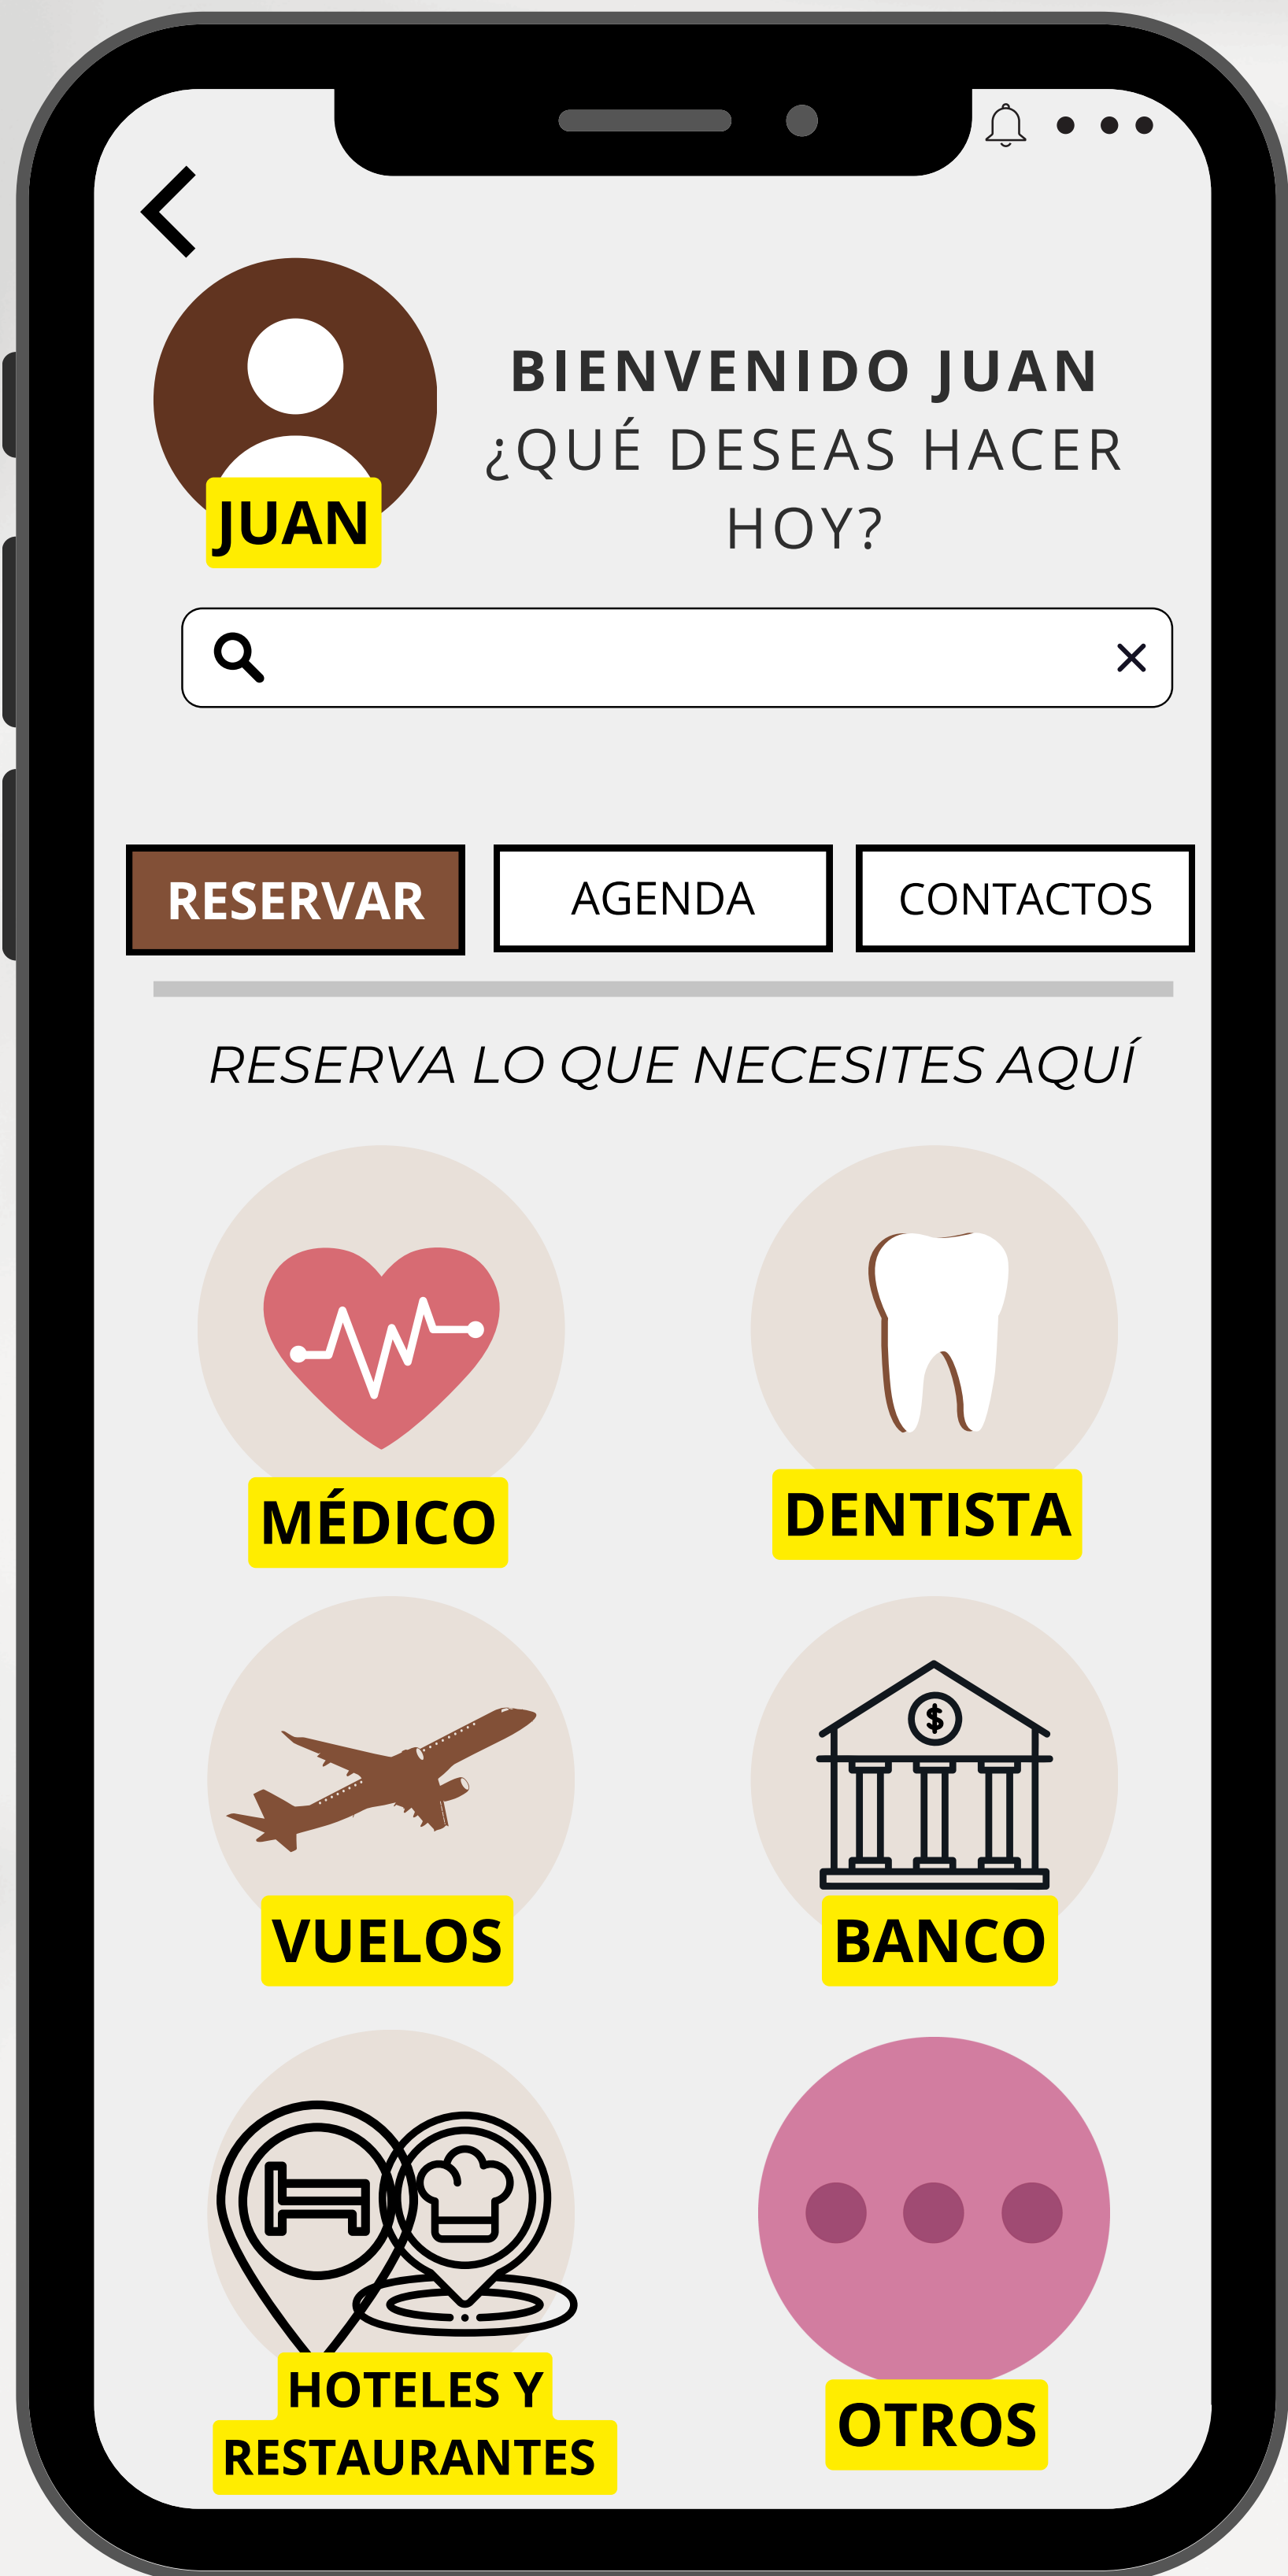 BIENVENIDO JUAN
¿QUÉ DESEAS HACER
HOY?
JUAN
RESERVAR
AGENDA
CONTACTOS
RESERVA LO QUE NECESITES AQUÍ
MÉDICO
DENTISTA
VUELOS
$
BANCO
HOTELES Y
RESTAURANTES
OTROS